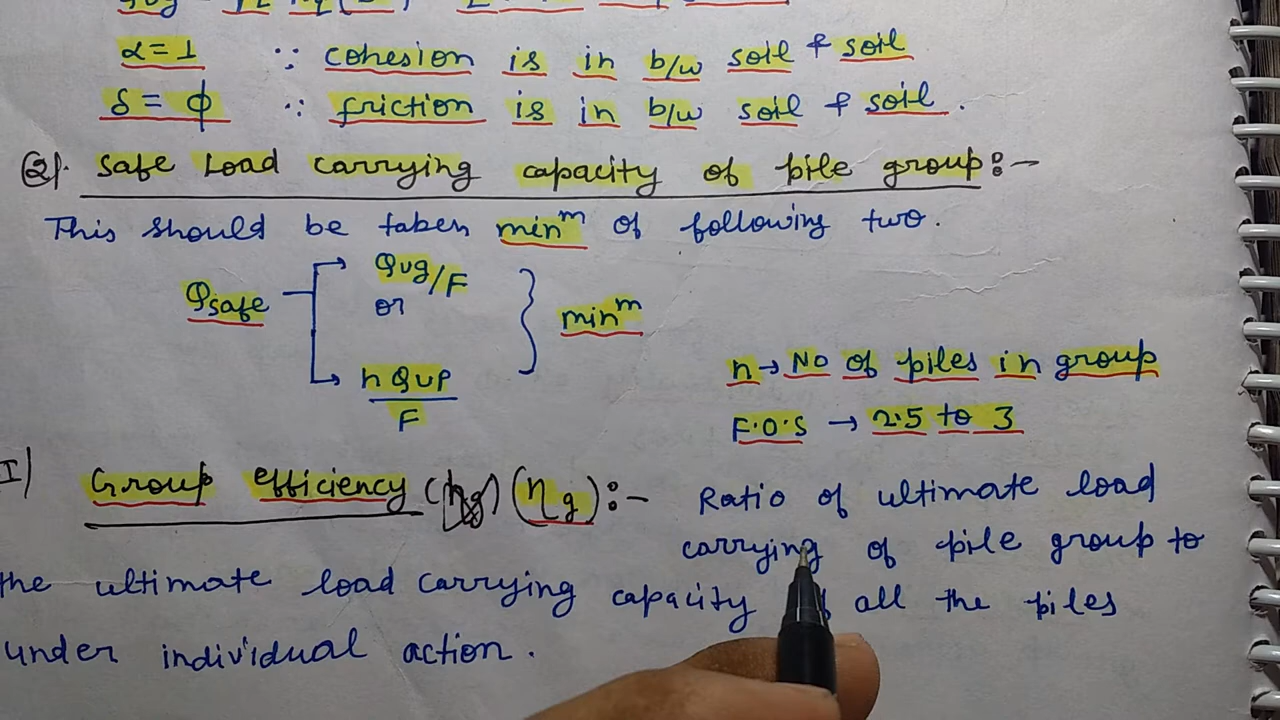 α = 1 ∵ cohesion is in b/w soil & soil
δ = ϕ ∴ friction is in b/w soil & soil.
Q). Safe Load carrying capacity of pile group:-
This should be taken minᵐ of following two.
Qsafe
Qug/F
or
nQup
F
minᵐ
n → No of piles in group
F.O.S → 2.5 to 3
I) Group efficiency (ηg) :- Ratio of ultimate load
carrying of pile group to
the ultimate load carrying capacity all the piles
under individual action.